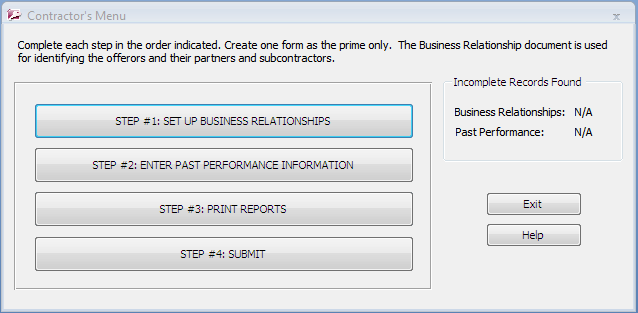 Contractor's Menu
Complete each step in the order indicated. Create one form as the prime only.  The Business Relationship document is used
for identifying the offerors and their partners and subcontractors.
STEP #1: SET UP BUSINESS RELATIONSHIPS
STEP #2: ENTER PAST PERFORMANCE INFORMATION
STEP #3: PRINT REPORTS
STEP #4: SUBMIT
Incomplete Records Found
Business Relationships: N/A
Past Performance: N/A
Exit
Help